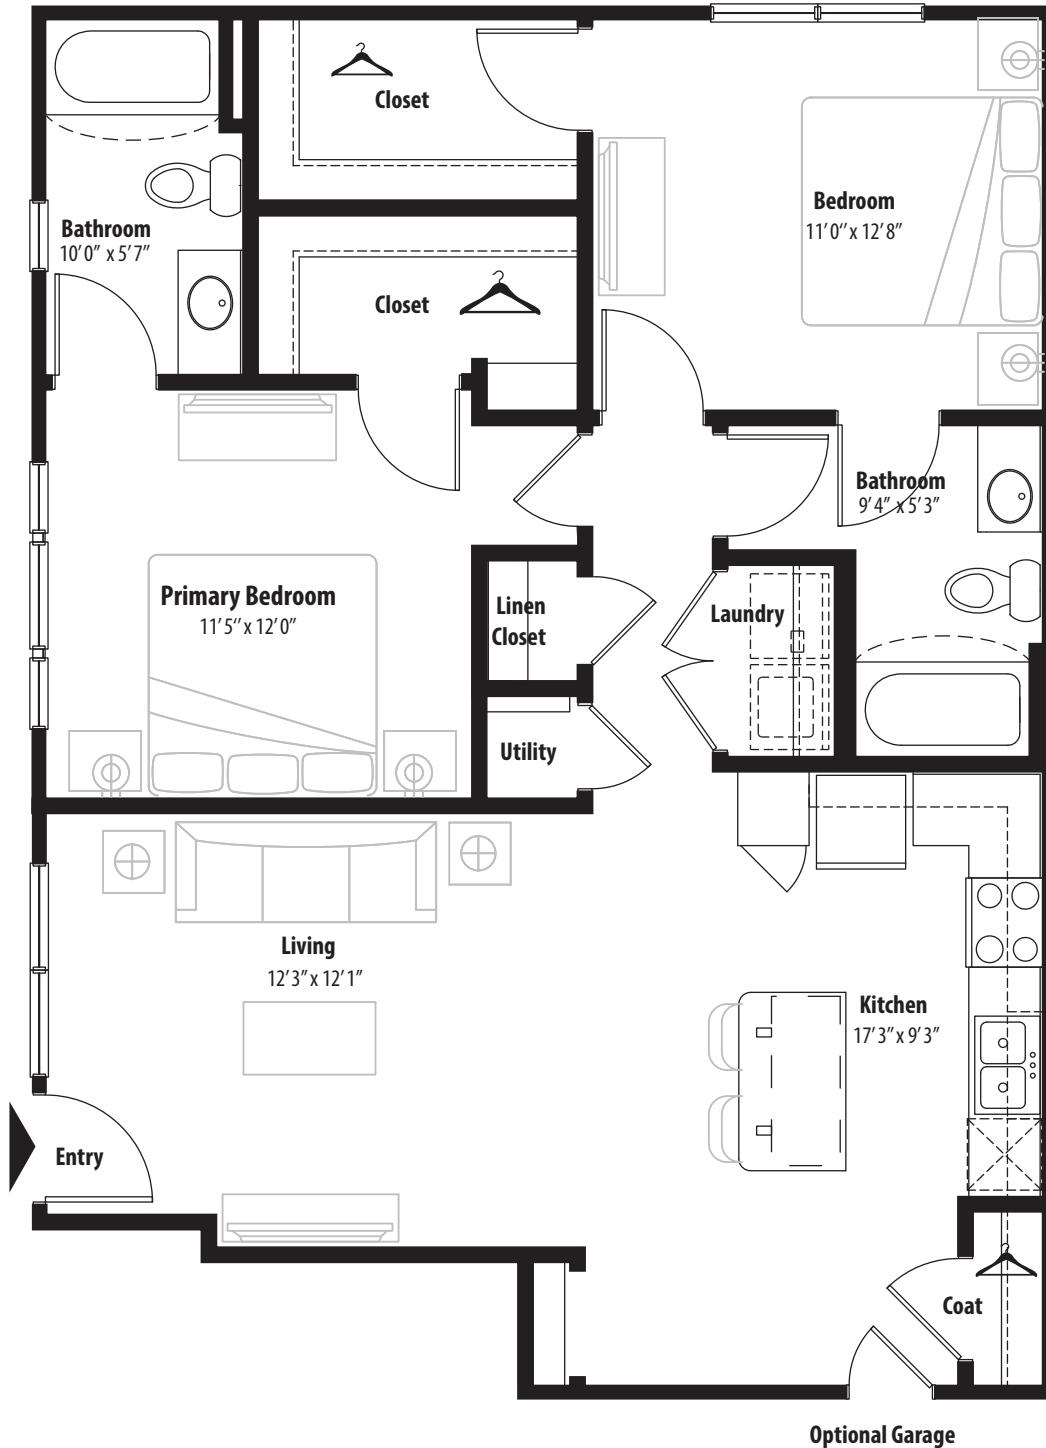 Closet
Bathroom
10'0" x 5'7"
Bedroom
11'0" x 12'8"
Closet
Bathroom
9'4" x 5'3"
Primary Bedroom
11'5" x 12'0"
Linen
Closet
Laundry
Utility
Living
12'3" x 12'1"
Kitchen
17'3" x 9'3"
Entry
Coat
Optional Garage